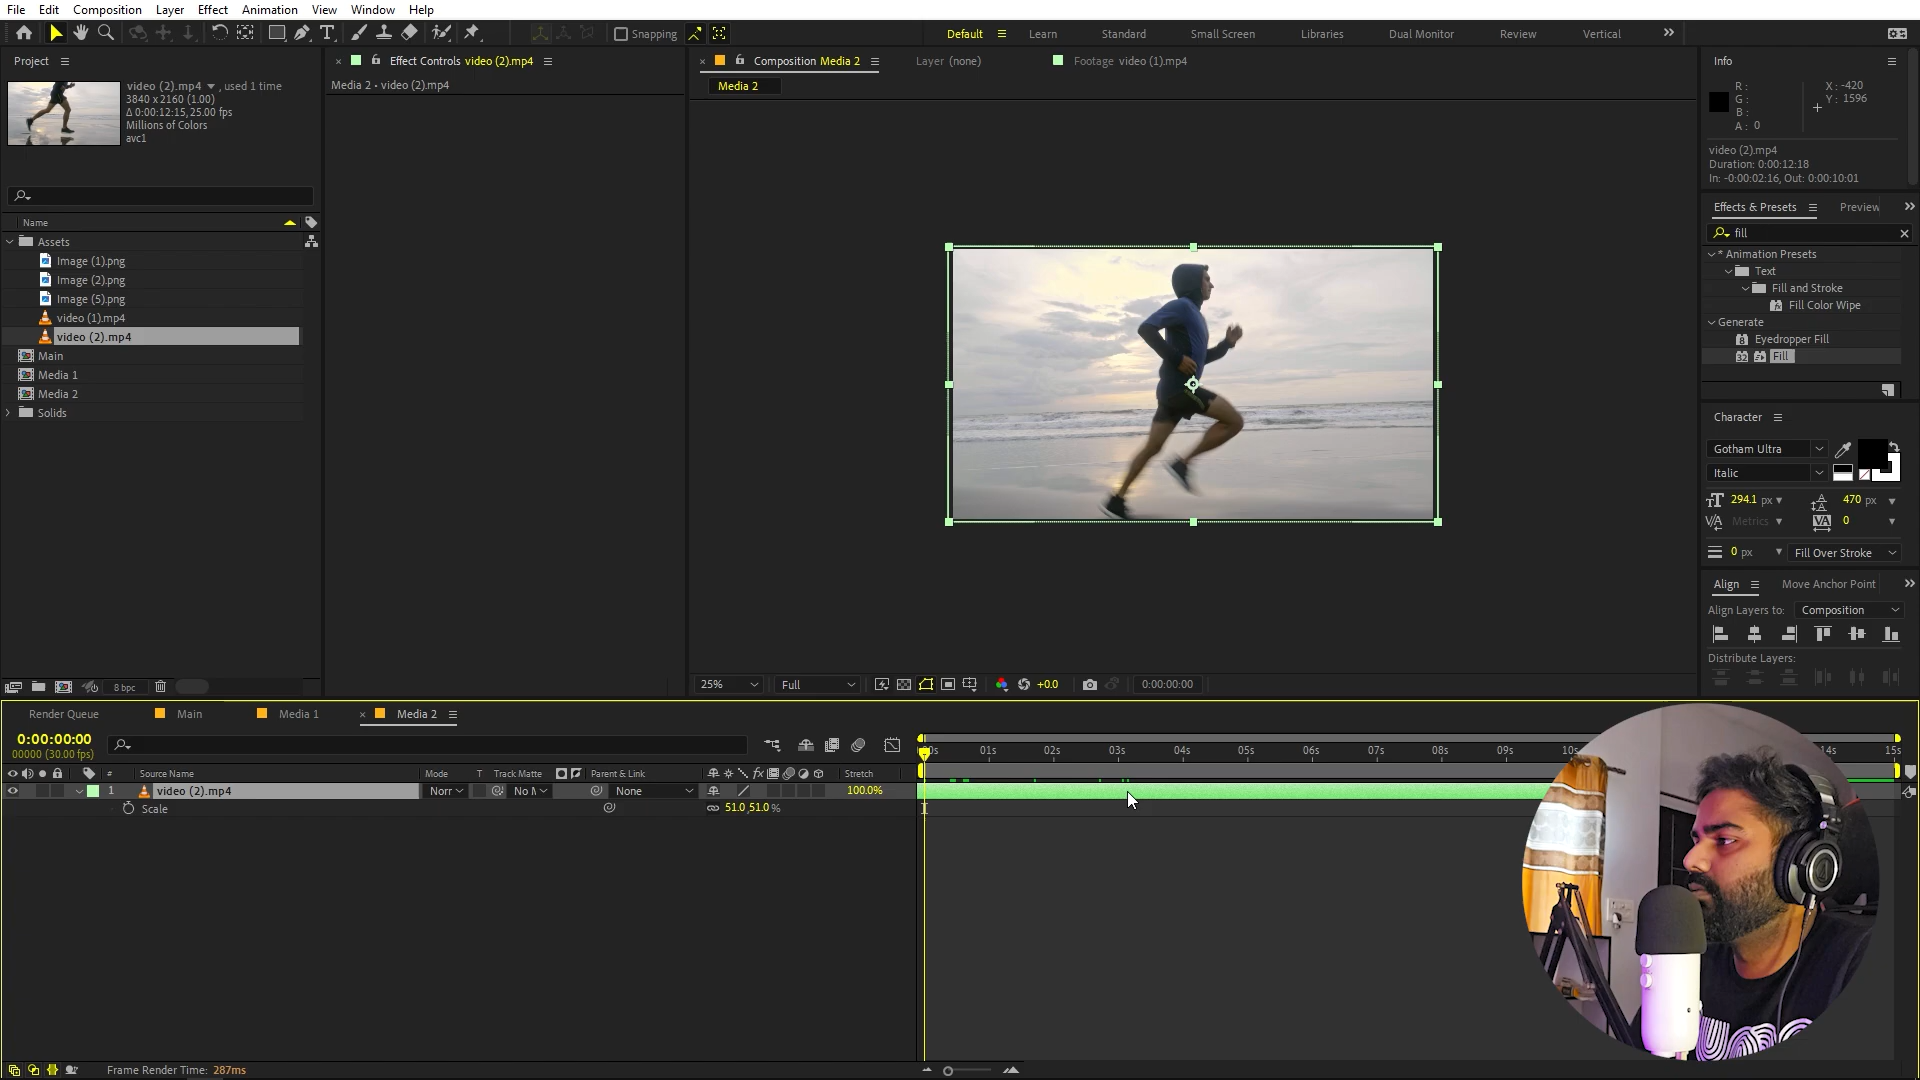 File Edit Composition Layer Effect Animation View Window Help
Snapping
Default Learn Standard Small Screen Libraries Dual Monitor Review Vertical
Project
video (2).mp4 , used 1 time
3840 x 2160 (1.00)
Δ 0:00:12:15, 25.00 fps
Millions of Colors
avc1
Name
Assets
Image (1).png
Image (2).png
Image (5).png
video (1).mp4
video (2).mp4
Main
Media 1
Media 2
Solids
8 bpc
Effect Controls video (2).mp4
Media 2 • video (2).mp4
Composition Media 2 Layer (none) Footage video (1).mp4
Media 2
25% Full +0.0 0:00:00:00
Info
R :
G :
B :
A : 0
X : -420
Y : 1596
video (2).mp4
Duration: 0:00:12:18
In: -0:00:02:16, Out: 0:00:10:01
Effects & Presets Preview
fill
* Animation Presets
Text
Fill and Stroke
Fill Color Wipe
Generate
Eyedropper Fill
Fill
Character
Gotham Ultra
Italic
294.1 px 470 px
Metrics 0
0 px Fill Over Stroke
Align Move Anchor Point
Align Layers to: Composition
Distribute Layers:
Render Queue Main Media 1 Media 2
0:00:00:00
00000 (30.00 fps)
00s 01s 02s 03s 04s 05s 06s 07s 08s 09s 10s 14s 15s
# Source Name Mode T Track Matte Parent & Link Stretch
1 video (2).mp4 Norr No M None 100.0%
Scale 51.0, 51.0 %
Frame Render Time: 287ms